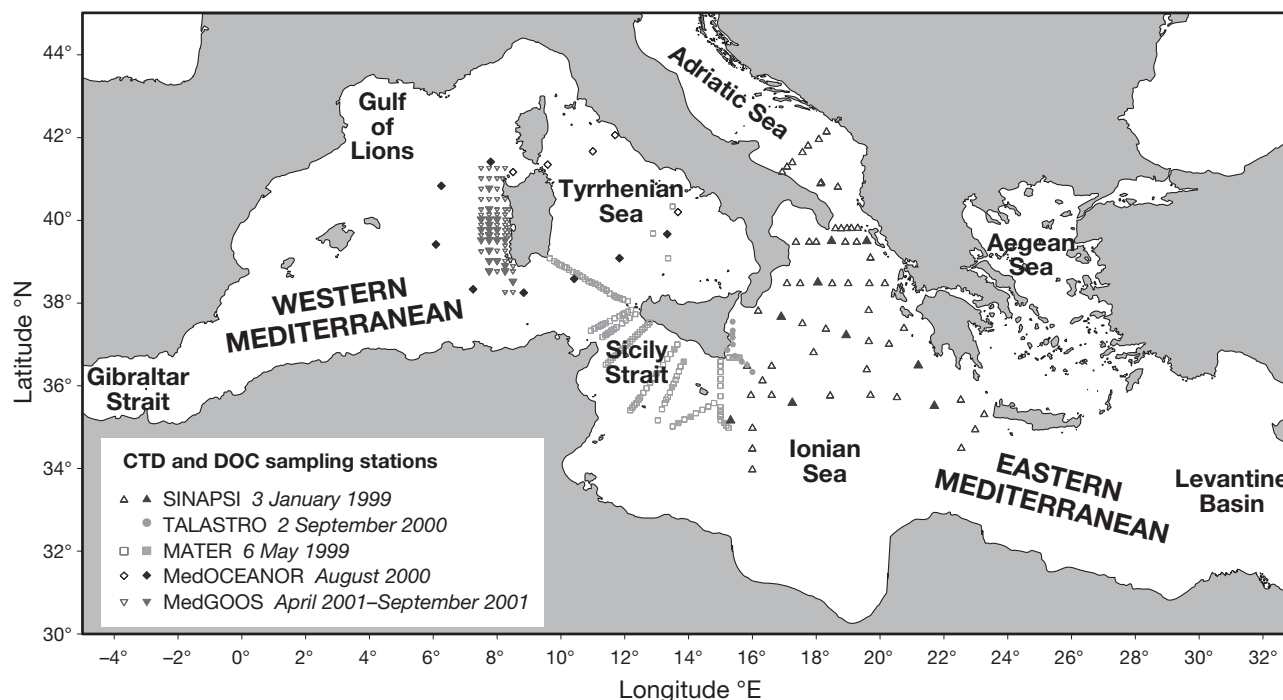 44°
42°
40°
38°
36°
34°
32°
30°
Latitude °N
Gulf
of
Lions
Adriatic Sea
Tyrrhenian
Sea
Aegean
Sea
WESTERN
MEDITERRANEAN
Sicily
Strait
Gibraltar
Strait
Ionian
Sea
EASTERN
MEDITERRANEAN
Levantine
Basin
CTD and DOC sampling stations
SINAPSI 3 January 1999
TALASTRO 2 September 2000
MATER 6 May 1999
MedOCEANOR August 2000
MedGOOS April 2001–September 2001
−4° −2° 0° 2° 4° 6° 8° 10° 12° 14° 16° 18° 20° 22° 24° 26° 28° 30° 32°
Longitude °E